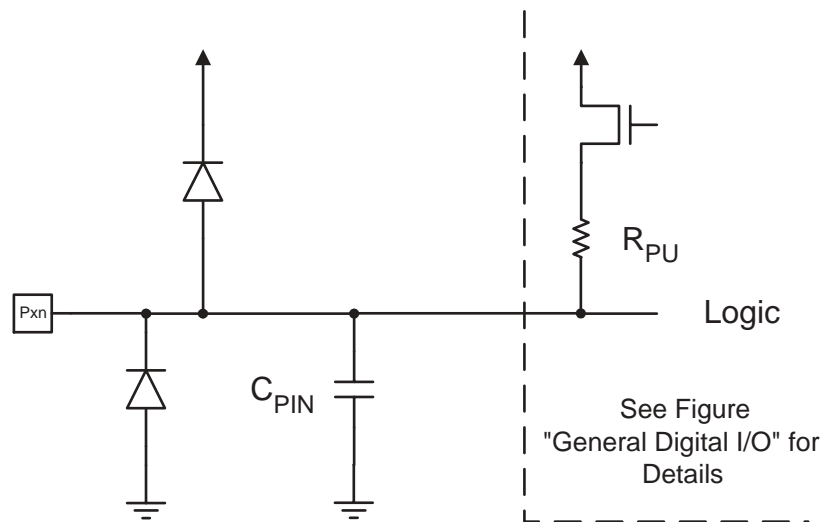 R_PU
Pxn
Logic
C_PIN
See Figure
"General Digital I/O" for
Details